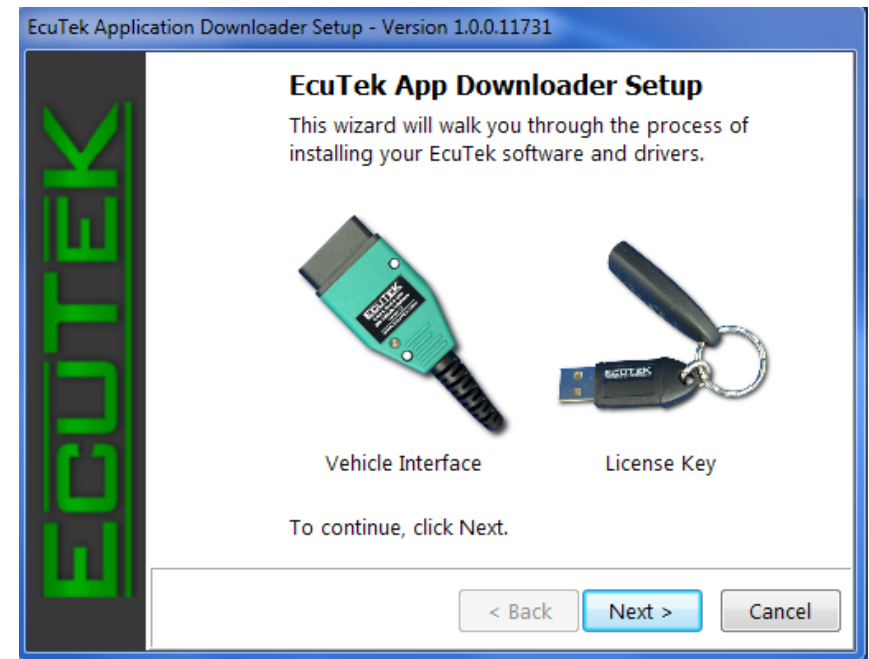 EcuTek Application Downloader Setup - Version 1.0.0.11731
ECUTEK
EcuTek App Downloader Setup
This wizard will walk you through the process of
installing your EcuTek software and drivers.
ECUTEK
ECUTEK
Vehicle Interface
License Key
To continue, click Next.
< Back
Next >
Cancel